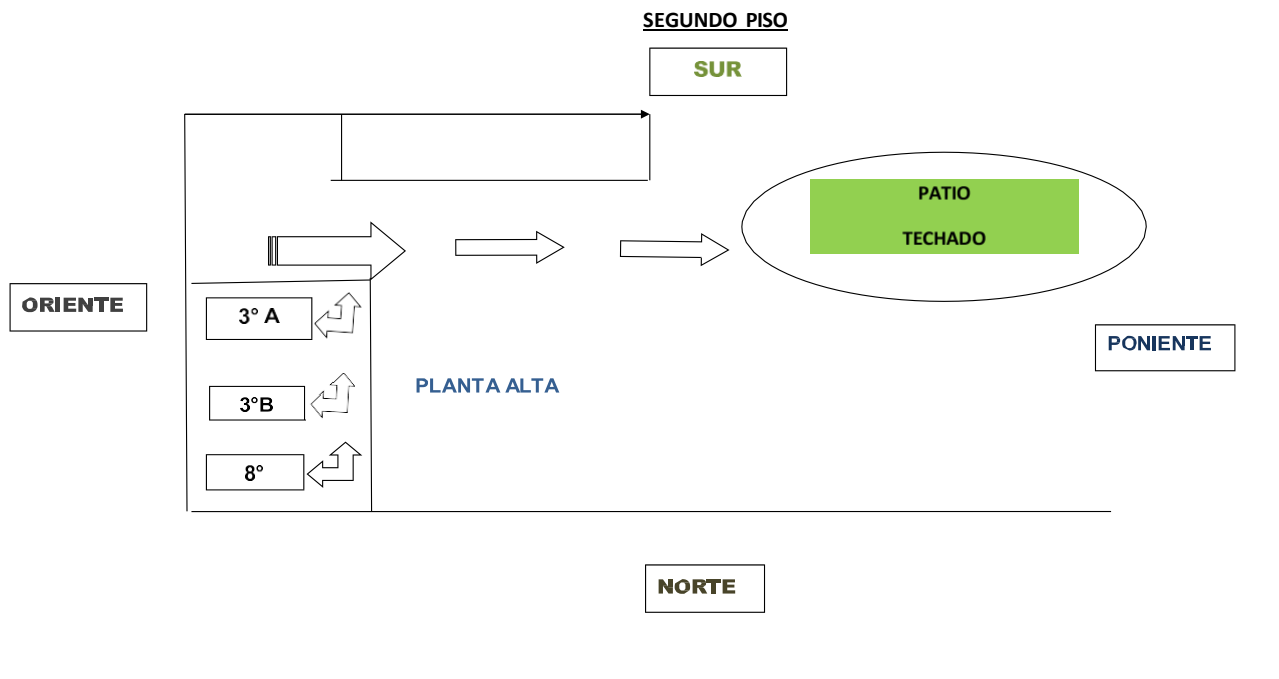 SEGUNDO PISO
SUR
PATIO
TECHADO
ORIENTE
3° A
PONIENTE
3°B
PLANTA ALTA
8°
NORTE